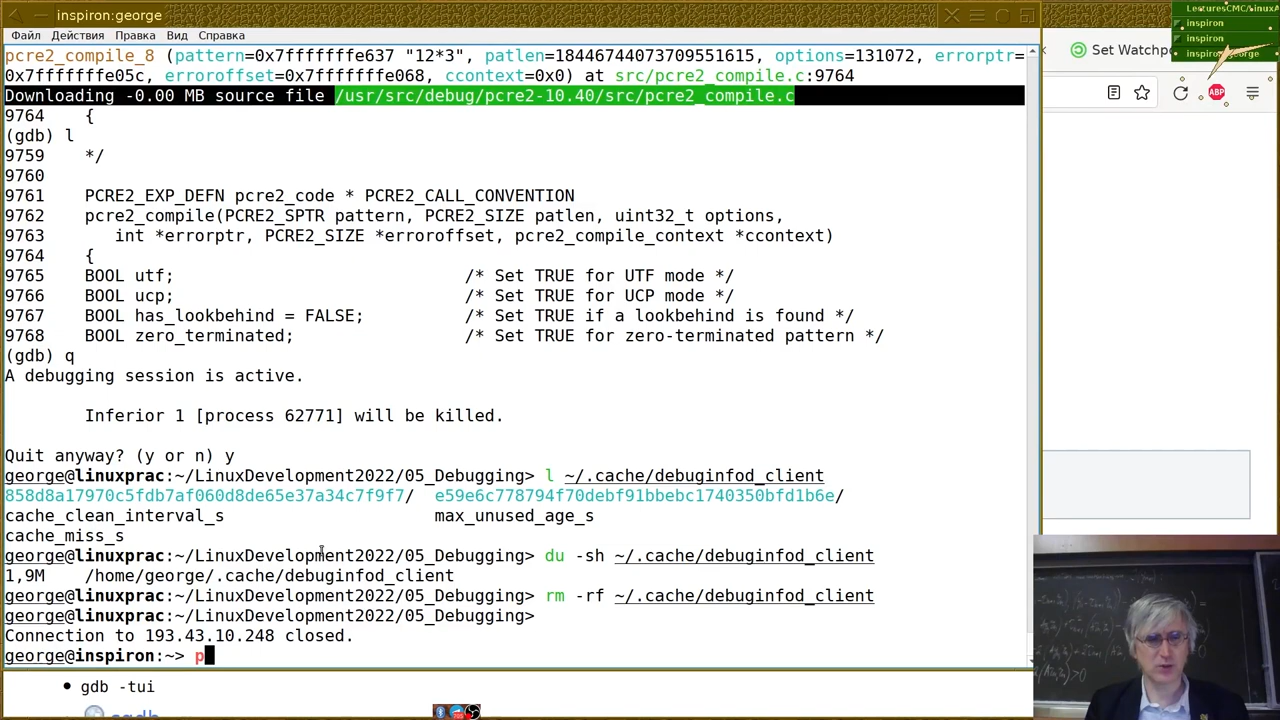 inspiron:george
LecturesCMC/LinuxA
inspiron
inspiron
inspiron:george
Файл Действия Правка Вид Справка
Set Watchp
ABP
pcre2_compile_8 (pattern=0x7fffffffe637 "12*3", patlen=18446744073709551615, options=131072, errorptr=
0x7fffffffe05c, erroroffset=0x7fffffffe068, ccontext=0x0) at src/pcre2_compile.c:9764
Downloading -0.00 MB source file /usr/src/debug/pcre2-10.40/src/pcre2_compile.c
9764 {
(gdb) l
9759 */
9760
9761 PCRE2_EXP_DEFN pcre2_code * PCRE2_CALL_CONVENTION
9762 pcre2_compile(PCRE2_SPTR pattern, PCRE2_SIZE patlen, uint32_t options,
9763 int *errorptr, PCRE2_SIZE *erroroffset, pcre2_compile_context *ccontext)
9764 {
9765 BOOL utf; /* Set TRUE for UTF mode */
9766 BOOL ucp; /* Set TRUE for UCP mode */
9767 BOOL has_lookbehind = FALSE; /* Set TRUE if a lookbehind is found */
9768 BOOL zero_terminated; /* Set TRUE for zero-terminated pattern */
(gdb) q
A debugging session is active.
Inferior 1 [process 62771] will be killed.
Quit anyway? (y or n) y
george@linuxprac:~/LinuxDevelopment2022/05_Debugging> l ~/.cache/debuginfod_client
858d8a17970c5fdb7af060d8de65e37a34c7f9f7/ e59e6c778794f70debf91bbebc1740350bfd1b6e/
cache_clean_interval_s max_unused_age_s
cache_miss_s
george@linuxprac:~/LinuxDevelopment2022/05_Debugging> du -sh ~/.cache/debuginfod_client
1,9M /home/george/.cache/debuginfod_client
george@linuxprac:~/LinuxDevelopment2022/05_Debugging> rm -rf ~/.cache/debuginfod_client
george@linuxprac:~/LinuxDevelopment2022/05_Debugging>
Connection to 193.43.10.248 closed.
george@inspiron:~> p
• gdb -tui